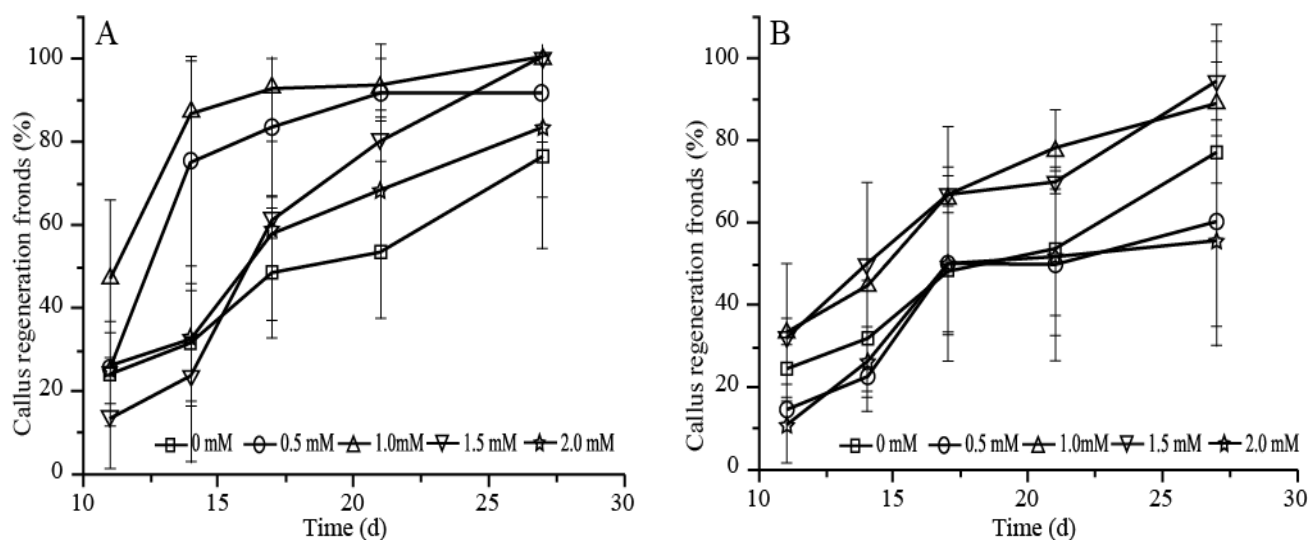 A
Callus regeneration fronds (%)
100
80
60
40
20
0
0 mM 0.5 mM 1.0mM 1.5 mM 2.0 mM
10 15 20 25 30
Time (d)
B
Callus regeneration fronds (%)
100
80
60
40
20
0
0 mM 0.5 mM 1.0 mM 1.5 mM 2.0 mM
10 15 20 25 30
Time (d)